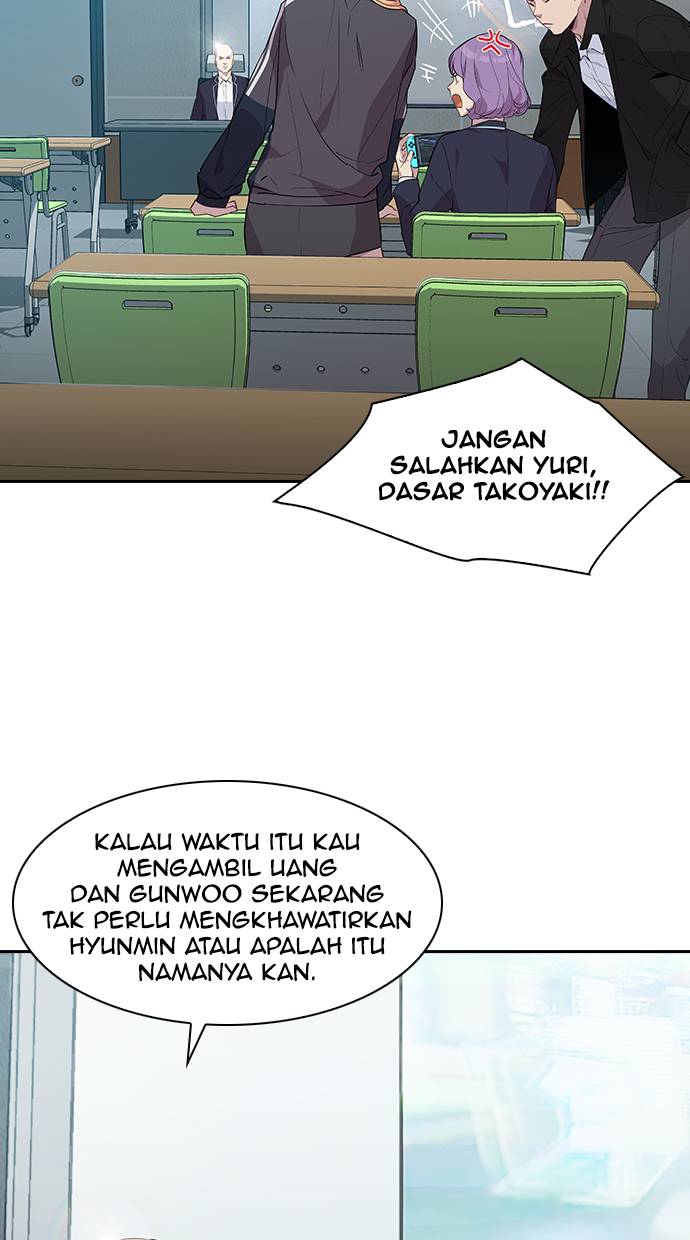 JANGAN
SALAHKAN YURI,
DASAR TAKOYAKI!!
KALAU WAKTU ITU KAU
MENGAMBIL UANG
DAN GUNWOO SEKARANG
TAK PERLU MENGKHAWATIRKAN
HYUNMIN ATAU APALAH ITU
NAMANYA KAN.